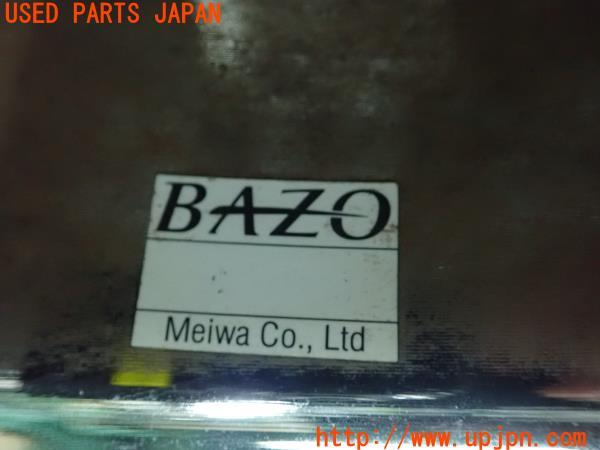 USED PARTS JAPAN
BAZO
Meiwa Co., Ltd
http://www.upjpn.com